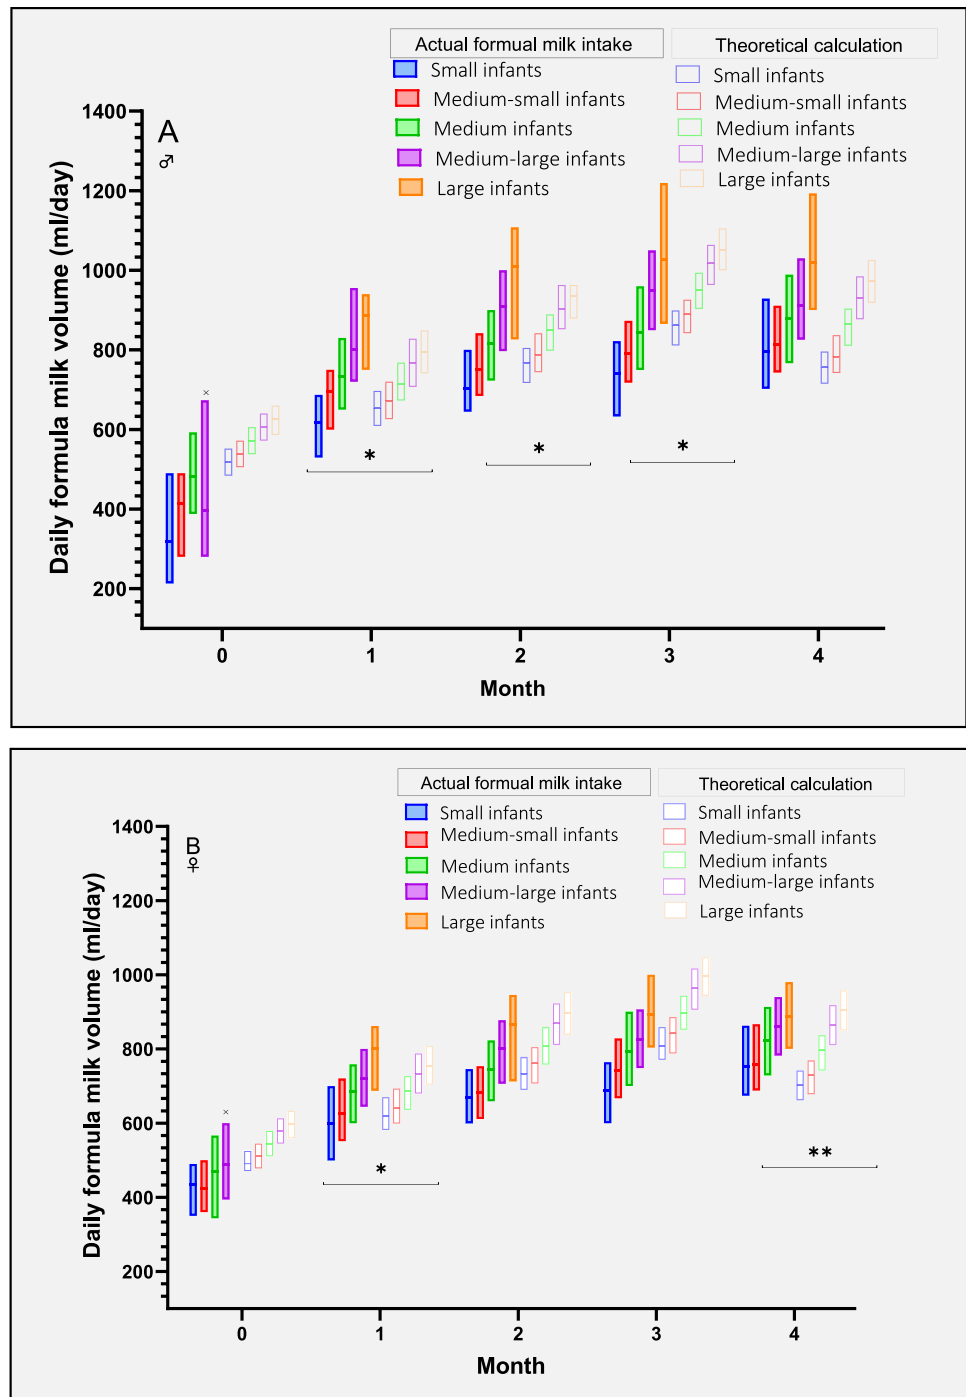 Actual formual milk intake
Theoretical calculation
Small infants
Medium-small infants
Medium infants
Medium-large infants
Large infants
Small infants
Medium-small infants
Medium infants
Medium-large infants
Large infants
A
♂
Daily formula milk volume (ml/day)
1400
1200
1000
800
600
400
200
×
*
*
*
0 1 2 3 4
Month
Actual formual milk intake
Theoretical calculation
Small infants
Medium-small infants
Medium infants
Medium-large infants
Large infants
Small infants
Medium-small infants
Medium infants
Medium-large infants
Large infants
B
♀
Daily formula milk volume (ml/day)
1400
1200
1000
800
600
400
200
×
*
**
0 1 2 3 4
Month